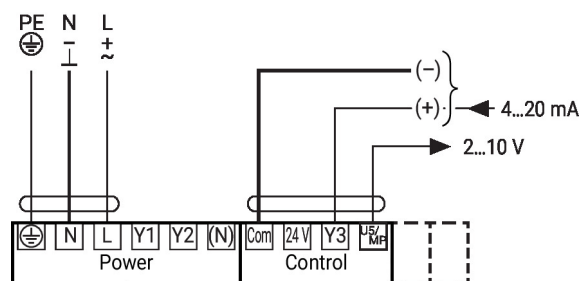 PE N L
- +
⊥ ~
(−)
(+) 4...20 mA
2...10 V
N L Y1 Y2 (N) Com 24 V Y3 U5/MP
Power Control